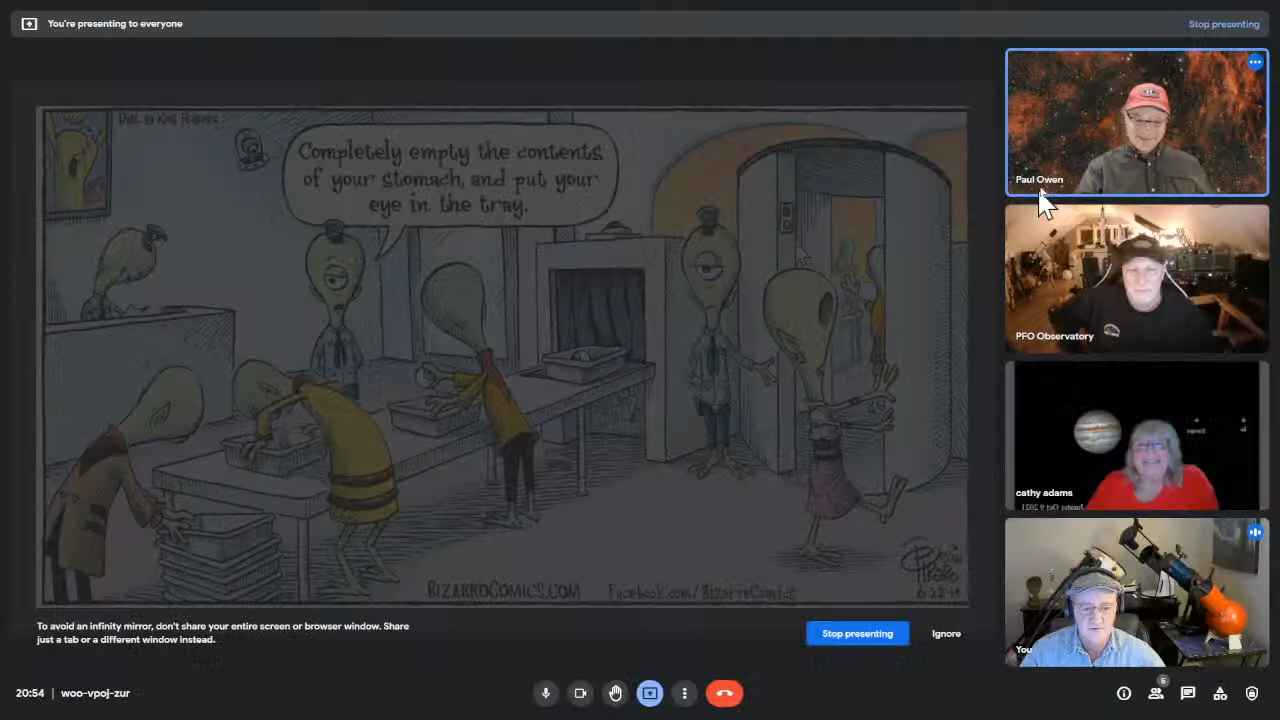 You're presenting to everyone
Stop presenting
Completely empty the contents
of your stomach, and put your
eye in the tray.
BIZARROCOMICS.COM
Facebook.com/BizarroComics
Paul Owen
PFO Observatory
cathy adams
You
To avoid an infinity mirror, don't share your entire screen or browser window. Share
just a tab or a different window instead.
Stop presenting
Ignore
20:54
woo-vpoj-zur
5